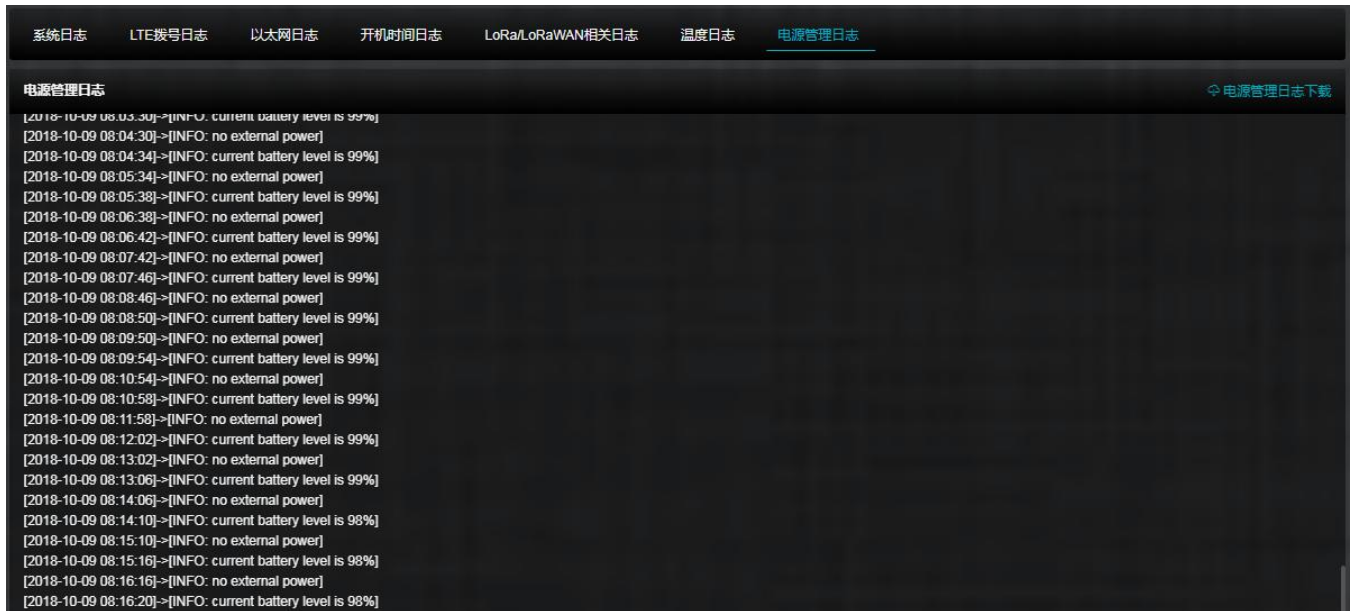 系统日志 LTE拨号日志 以太网日志 开机时间日志 LoRa/LoRaWAN相关日志 温度日志 电源管理日志
电源管理日志 电源管理日志下载
[2018-10-09 08:03:30]->[INFO: current battery level is 99%]
[2018-10-09 08:04:30]->[INFO: no external power]
[2018-10-09 08:04:34]->[INFO: current battery level is 99%]
[2018-10-09 08:05:34]->[INFO: no external power]
[2018-10-09 08:05:38]->[INFO: current battery level is 99%]
[2018-10-09 08:06:38]->[INFO: no external power]
[2018-10-09 08:06:42]->[INFO: current battery level is 99%]
[2018-10-09 08:07:42]->[INFO: no external power]
[2018-10-09 08:07:46]->[INFO: current battery level is 99%]
[2018-10-09 08:08:46]->[INFO: no external power]
[2018-10-09 08:08:50]->[INFO: current battery level is 99%]
[2018-10-09 08:09:50]->[INFO: no external power]
[2018-10-09 08:09:54]->[INFO: current battery level is 99%]
[2018-10-09 08:10:54]->[INFO: no external power]
[2018-10-09 08:10:58]->[INFO: current battery level is 99%]
[2018-10-09 08:11:58]->[INFO: no external power]
[2018-10-09 08:12:02]->[INFO: current battery level is 99%]
[2018-10-09 08:13:02]->[INFO: no external power]
[2018-10-09 08:13:06]->[INFO: current battery level is 99%]
[2018-10-09 08:14:06]->[INFO: no external power]
[2018-10-09 08:14:10]->[INFO: current battery level is 98%]
[2018-10-09 08:15:10]->[INFO: no external power]
[2018-10-09 08:15:16]->[INFO: current battery level is 98%]
[2018-10-09 08:16:16]->[INFO: no external power]
[2018-10-09 08:16:20]->[INFO: current battery level is 98%]